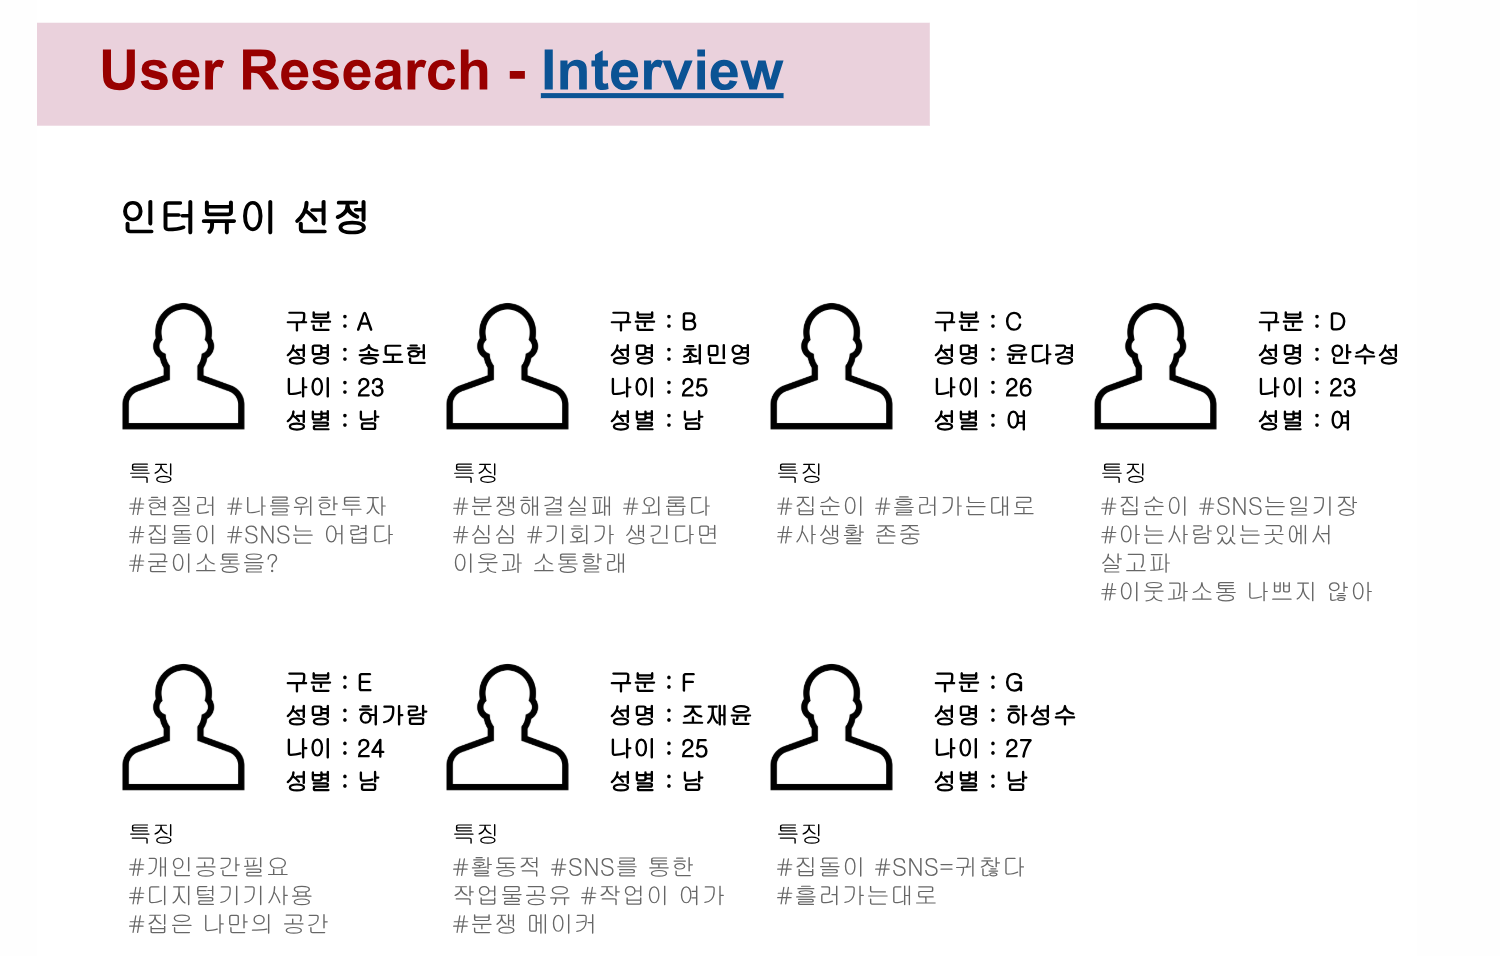 User Research - Interview
인터뷰이 선정
구분 : A
성명 : 송도헌
나이 : 23
성별 : 남
특징
#현질러 #나를위한투자
#집돌이 #SNS는 어렵다
#굳이소통을?
구분 : B
성명 : 최민영
나이 : 25
성별 : 남
특징
#분쟁해결실패 #외롭다
#심심 #기회가 생긴다면
이웃과 소통할래
구분 : C
성명 : 윤다경
나이 : 26
성별 : 여
특징
#집순이 #흘러가는대로
#사생활 존중
구분 : D
성명 : 안수성
나이 : 23
성별 : 여
특징
#집순이 #SNS는일기장
#아는사람있는곳에서
살고파
#이웃과소통 나쁘지 않아
구분 : E
성명 : 허가람
나이 : 24
성별 : 남
특징
#개인공간필요
#디지털기기사용
#집은 나만의 공간
구분 : F
성명 : 조재윤
나이 : 25
성별 : 남
특징
#활동적 #SNS를 통한
작업물공유 #작업이 여가
#분쟁 메이커
구분 : G
성명 : 하성수
나이 : 27
성별 : 남
특징
#집돌이 #SNS=귀찮다
#흘러가는대로